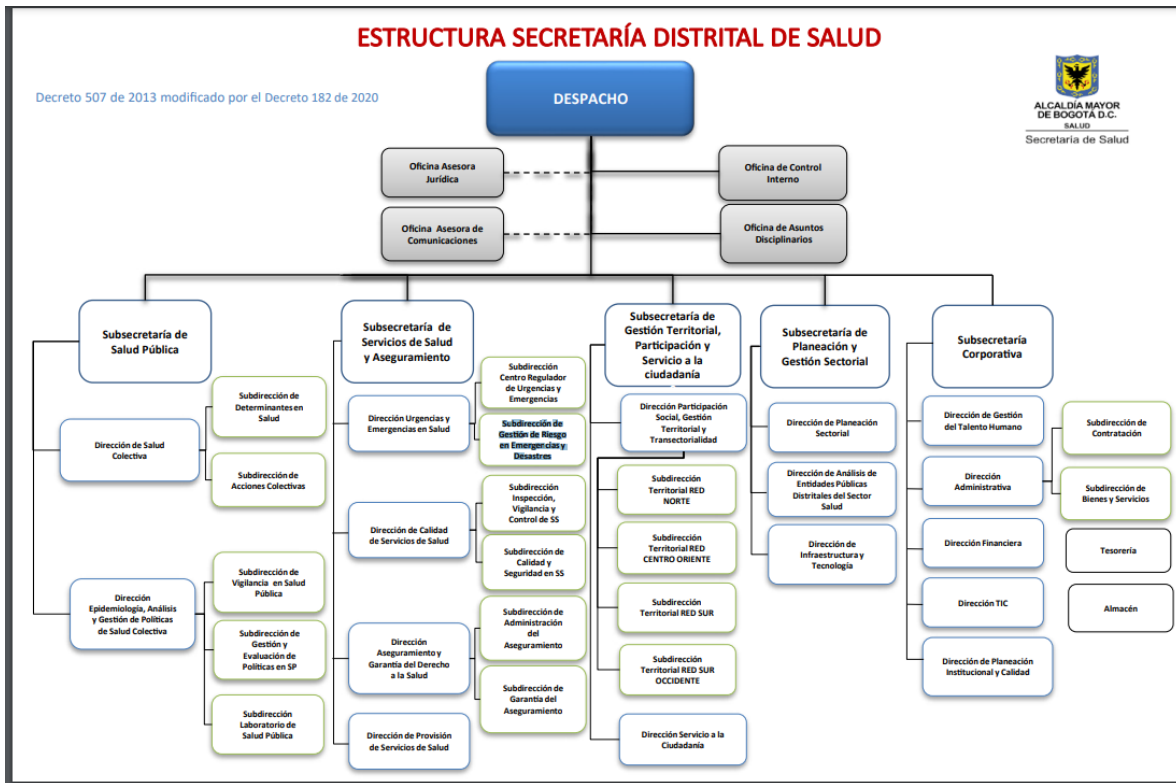 ESTRUCTURA SECRETARÍA DISTRITAL DE SALUD
Decreto 507 de 2013 modificado por el Decreto 182 de 2020
DESPACHO
ALCALDÍA MAYOR
DE BOGOTÁ D.C.
SALUD
Secretaría de Salud
Oficina Asesora
Jurídica
Oficina de Control
Interno
Oficina Asesora de
Comunicaciones
Oficina de Asuntos
Disciplinarios
Subsecretaría de
Salud Pública
Subsecretaría de
Servicios de Salud
y Aseguramiento
Subsecretaría de
Gestión Territorial,
Participación y
Servicio a la
ciudadanía
Subsecretaría de
Planeación y
Gestión Sectorial
Subsecretaría
Corporativa
Dirección de Salud
Colectiva
Subdirección de
Determinantes en
Salud
Subdirección de
Acciones Colectivas
Dirección
Epidemiología, Análisis
y Gestión de Políticas
de Salud Colectiva
Subdirección de
Vigilancia en Salud
Pública
Subdirección de
Gestión y
Evaluación de
Políticas en SP
Subdirección
Laboratorio de
Salud Pública
Dirección Urgencias y
Emergencias en Salud
Subdirección
Centro Regulador
de Urgencias y
Emergencias
Subdirección de
Gestión de Riesgo
en Emergencias y
Desastres
Dirección de Calidad
de Servicios de Salud
Subdirección
Inspección,
Vigilancia y
Control de SS
Subdirección de
Calidad y
Seguridad en SS
Dirección
Aseguramiento y
Garantía del Derecho
a la Salud
Subdirección de
Administración
del
Aseguramiento
Subdirección de
Garantía del
Aseguramiento
Dirección de Provisión
de Servicios de Salud
Dirección Participación
Social, Gestión
Territorial y
Transectorialidad
Subdirección
Territorial RED
NORTE
Subdirección
Territorial RED
CENTRO ORIENTE
Subdirección
Territorial RED SUR
Subdirección
Territorial RED SUR
OCCIDENTE
Dirección Servicio a la
Ciudadanía
Dirección de Planeación
Sectorial
Dirección de Análisis de
Entidades Públicas
Distritales del Sector
Salud
Dirección de
Infraestructura y
Tecnología
Dirección de Gestión
del Talento Humano
Dirección
Administrativa
Subdirección de
Contratación
Subdirección de
Bienes y Servicios
Dirección Financiera
Tesorería
Dirección TIC
Almacén
Dirección de Planeación
Institucional y Calidad